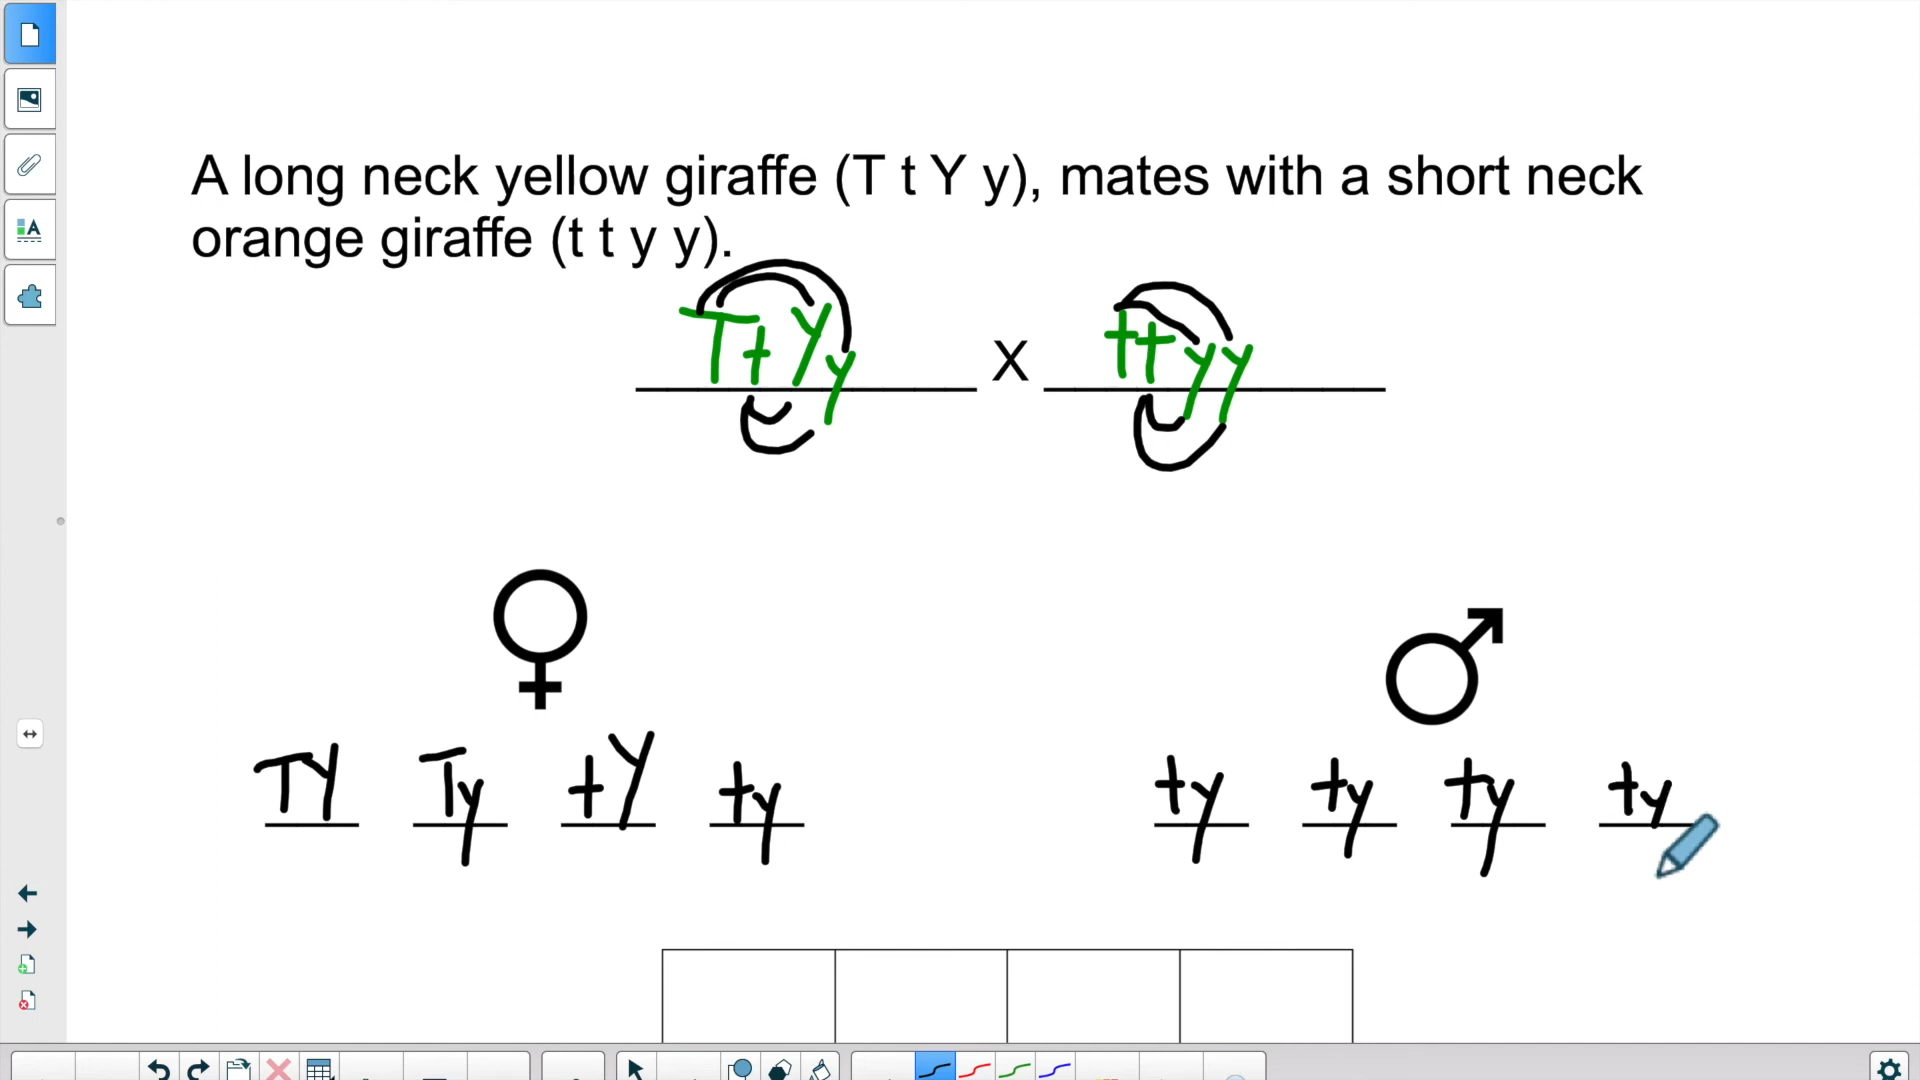 A long neck yellow giraffe (T t Y y), mates with a short neck
orange giraffe (t t y y).
TtYy X ttyy
TY Ty tY ty ty ty ty ty